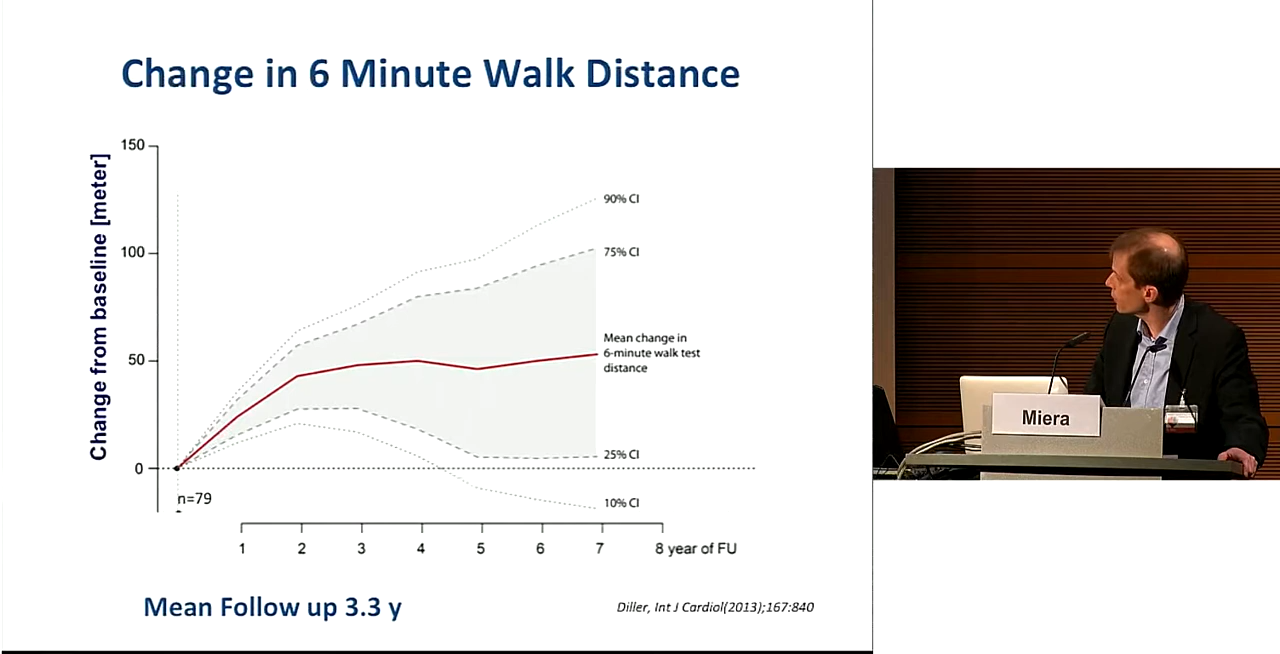 Change in 6 Minute Walk Distance
Change from baseline [meter]
150
100
50
0
90% CI
75% CI
Mean change in
6-minute walk test
distance
25% CI
10% CI
n=79
1 2 3 4 5 6 7 8 year of FU
Mean Follow up 3.3 y
Diller, Int J Cardiol(2013);167:840
Miera